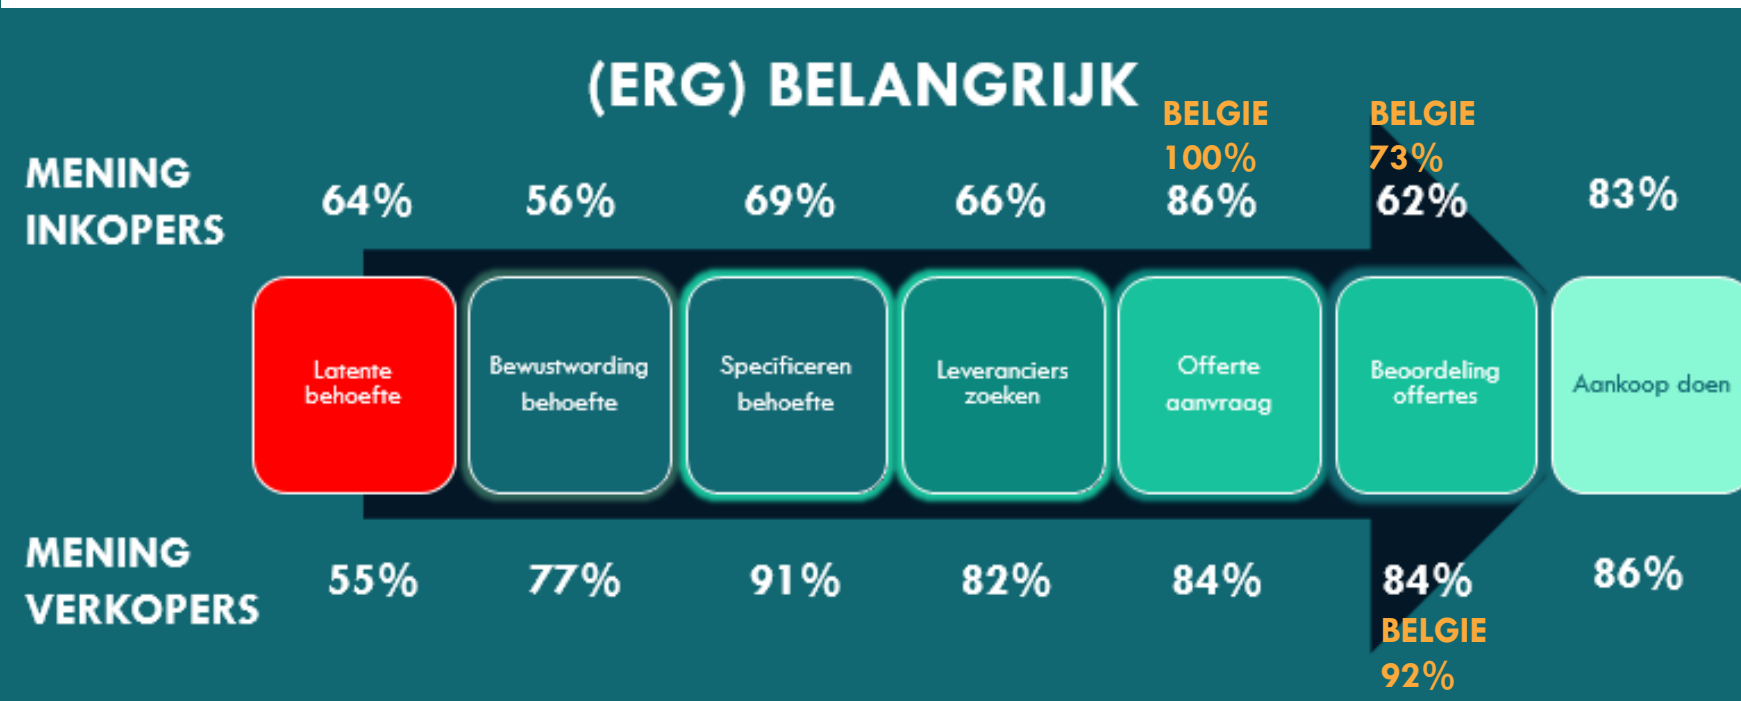 (ERG) BELANGRIJK
BELGIE
100%
BELGIE
73%
MENING
INKOPERS
64%
56%
69%
66%
86%
62%
83%
Latente
behoefte
Bewustwording
behoefte
Specificeren
behoefte
Leveranciers
zoeken
Offerte
aanvraag
Beoordeling
offertes
Aankoop doen
MENING
VERKOPERS
55%
77%
91%
82%
84%
84%
86%
BELGIE
92%